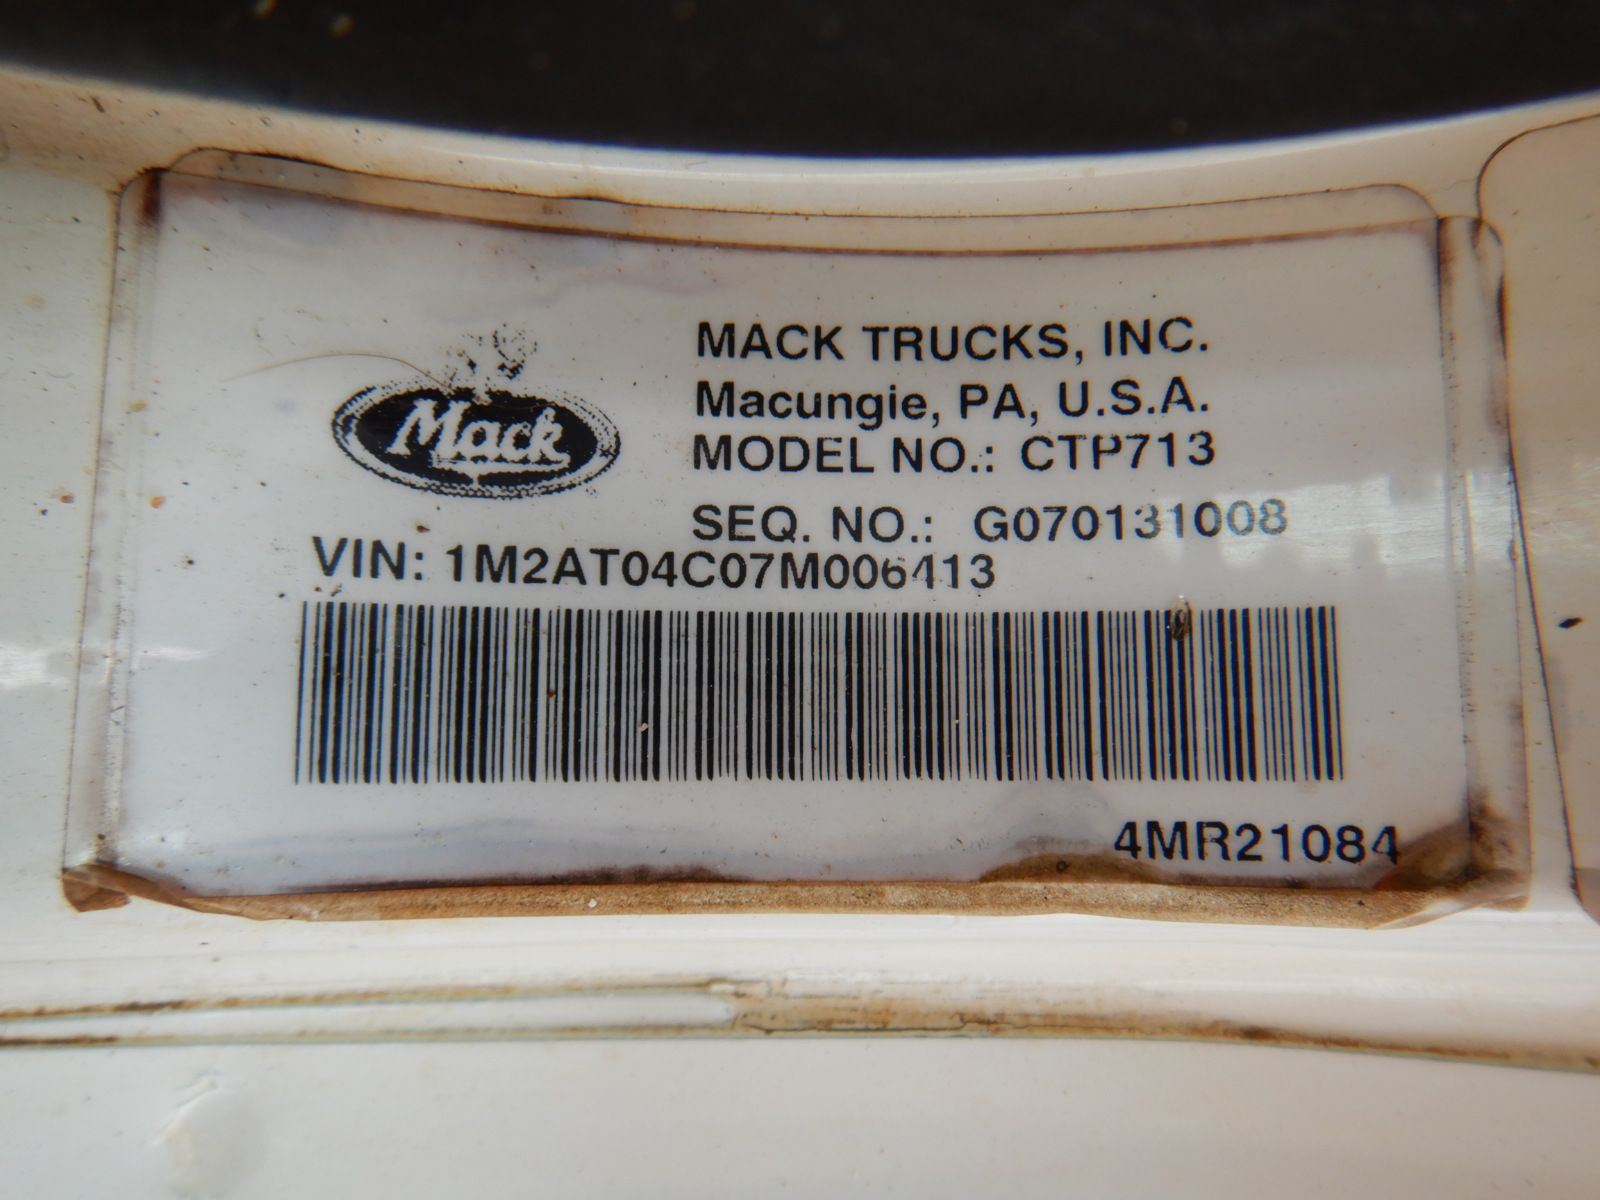 Mack
MACK TRUCKS, INC.
Macungie, PA, U.S.A.
MODEL NO.: CTP713
SEQ. NO.: G070131008
VIN: 1M2AT04C07M006413
4MR21084